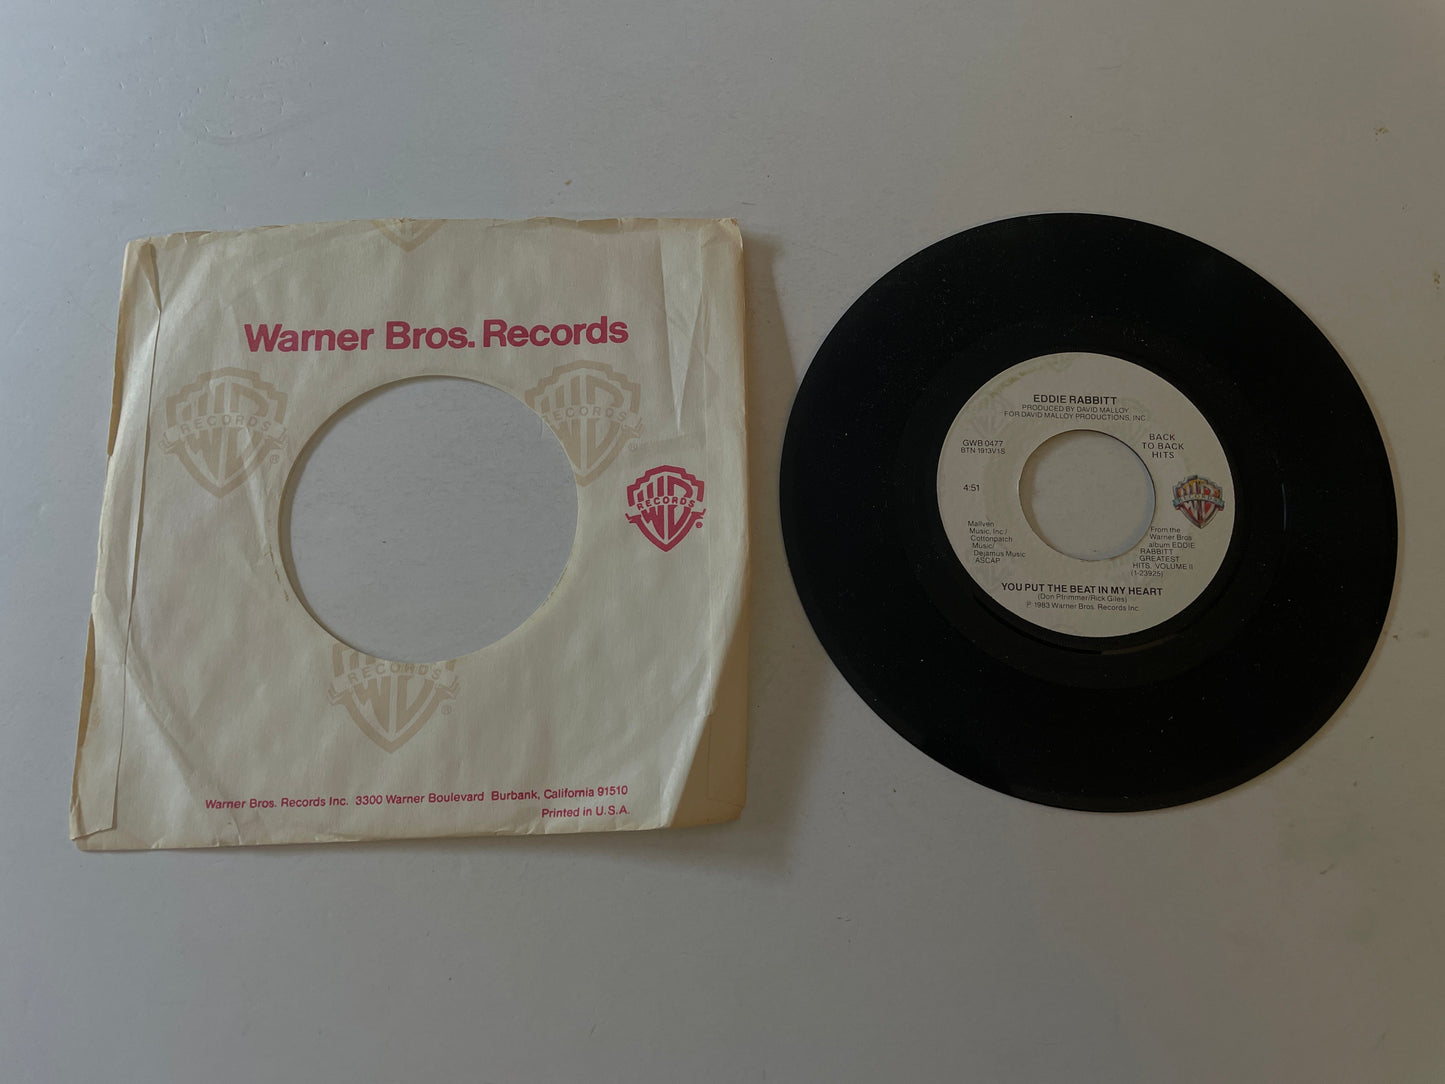 Warner Bros. Records
RECORDS
RECORDS
RECORDS
RECORDS
Warner Bros. Records Inc. 3300 Warner Boulevard Burbank, California 91510
Printed in U.S.A.
EDDIE RABBITT
PRODUCED BY DAVID MALLOY
FOR DAVID MALLOY PRODUCTIONS, INC
GWB 0477
BTN 1913V1S
BACK
TO BACK
HITS
4:51
RECORDS
Mallven
Music, Inc./
Cottonpatch
Music/
Dejamus Music
ASCAP
From the
Warner Bros
album EDDIE
RABBITT
GREATEST
HITS, VOLUME II
(1-23925)
YOU PUT THE BEAT IN MY HEART
(Don Pfrimmer/Rick Giles)
℗ 1983 Warner Bros. Records Inc.